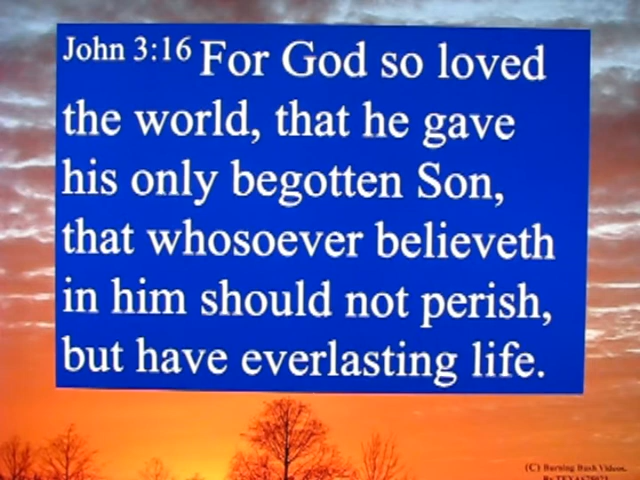 John 3:16 For God so loved
the world, that he gave
his only begotten Son,
that whosoever believeth
in him should not perish,
but have everlasting life.
(C) Burning Bush Videos.
By